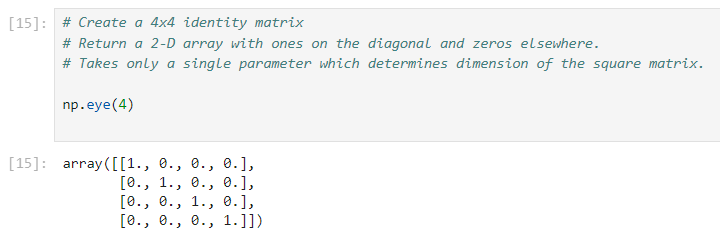 [15]: # Create a 4x4 identity matrix
# Return a 2-D array with ones on the diagonal and zeros elsewhere.
# Takes only a single parameter which determines dimension of the square matrix.
np.eye(4)
[15]: array([[1., 0., 0., 0.],
[0., 1., 0., 0.],
[0., 0., 1., 0.],
[0., 0., 0., 1.]])